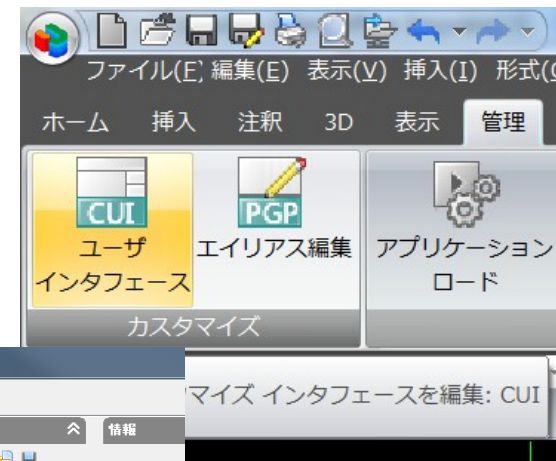 ファイル(F) 編集(E) 表示(V) 挿入(I) 形式(
ホーム 挿入 注釈 3D 表示 管理
CUI PGP
ユーザ
インタフェース
エイリアス編集
アプリケーション
ロード
カスタマイズ
マイズ インタフェースを編集: CUI
情報